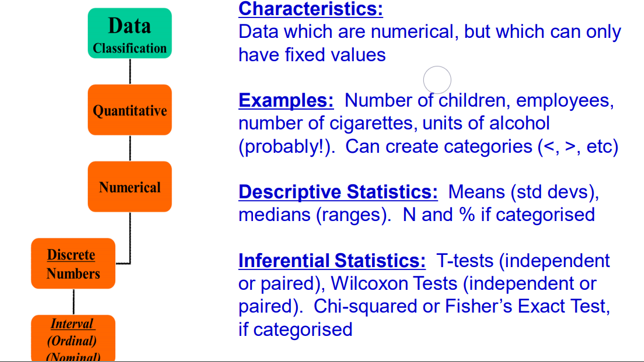 Data
Classification
Quantitative
Numerical
Discrete
Numbers
Interval
(Ordinal)
(Nominal)
Characteristics:
Data which are numerical, but which can only
have fixed values
Examples: Number of children, employees,
number of cigarettes, units of alcohol
(probably!). Can create categories (<, >, etc)
Descriptive Statistics: Means (std devs),
medians (ranges). N and % if categorised
Inferential Statistics: T-tests (independent
or paired), Wilcoxon Tests (independent or
paired). Chi-squared or Fisher's Exact Test,
if categorised